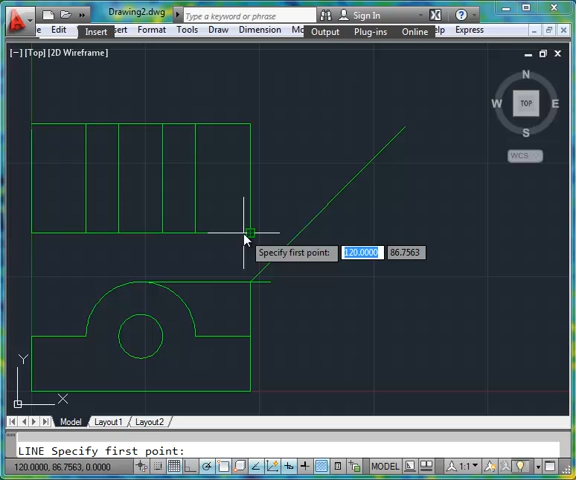 Drawing2.dwg
Type a keyword or phrase
Sign In
Edit Insert Format Tools Draw Dimension Output Plug-ins Online Express
[−] [Top] [2D Wireframe]
N
W TOP E
S
WCS
Specify first point: 120.0000 86.7563
Y
X
Model Layout1 Layout2
LINE Specify first point:
120.0000, 86.7563, 0.0000 MODEL 1:1